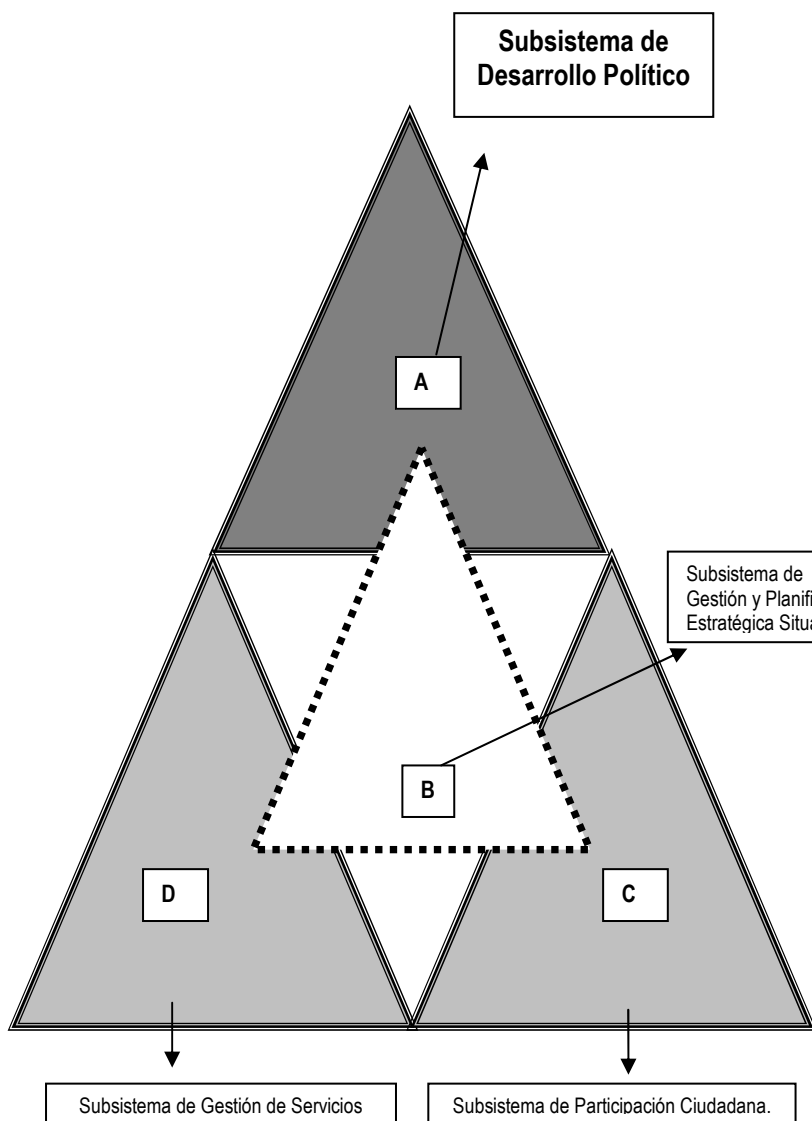 Subsistema de
Desarrollo Político
A
Subsistema de
Gestión y Planifi
Estratégica Situa
B
D
C
Subsistema de Gestión de Servicios
Subsistema de Participación Ciudadana.